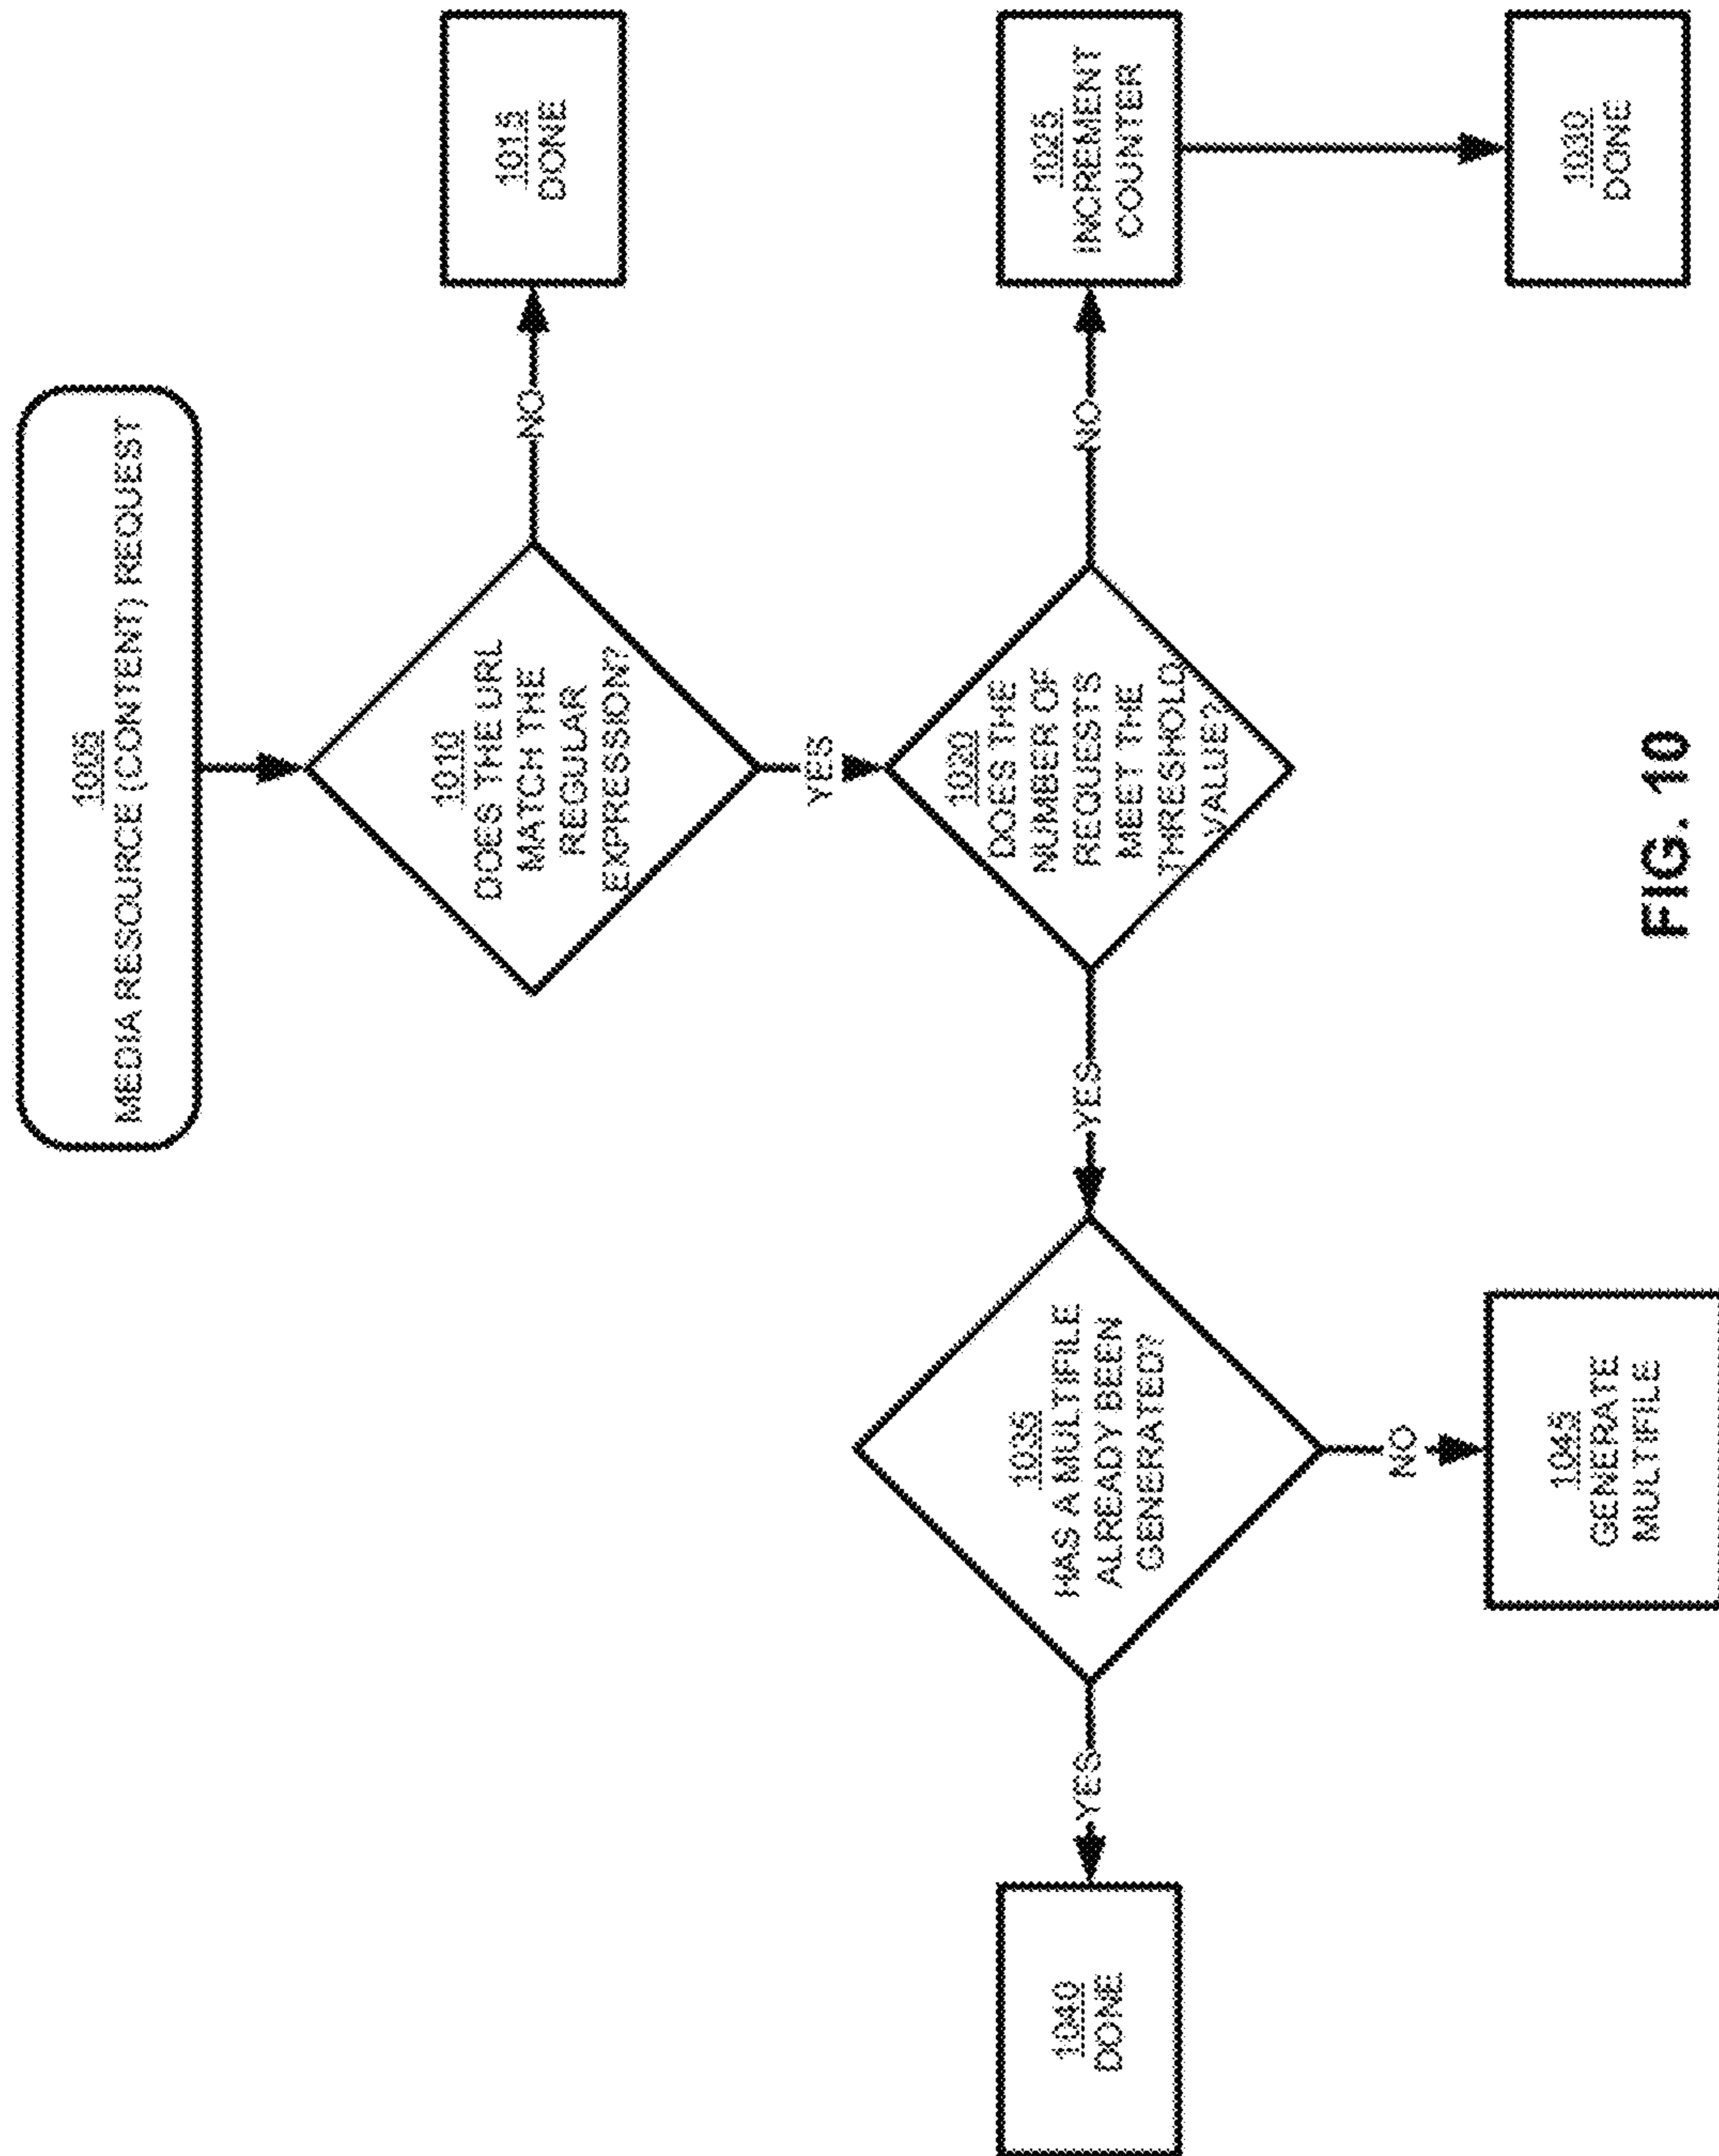 1005
MEDIA RESOURCE (CONTENT) REQUEST
1010
DOES THE URL
MATCH THE
REGULAR
EXPRESSION?
NO
1015
DONE
YES
1020
DOES THE
NUMBER OF
REQUESTS
MEET THE
THRESHOLD
VALUE?
NO
1025
INCREMENT
COUNTER
1030
DONE
YES
1035
HAS A MULTIFILE
ALREADY BEEN
GENERATED?
YES
1040
DONE
NO
1045
GENERATE
MULTIFILE
FIG. 10